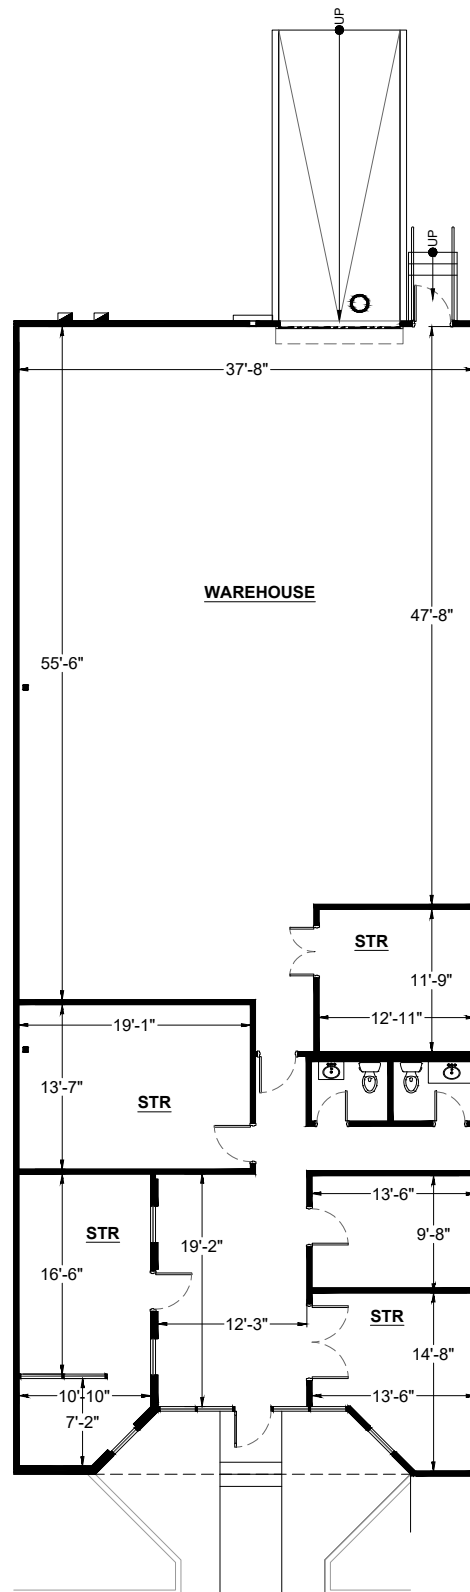 UP
UP
37'-8"
WAREHOUSE
47'-8"
55'-6"
STR
11'-9"
12'-11"
19'-1"
13'-7"
STR
13'-6"
STR
19'-2"
9'-8"
16'-6"
12'-3"
STR
14'-8"
10'-10"
13'-6"
7'-2"